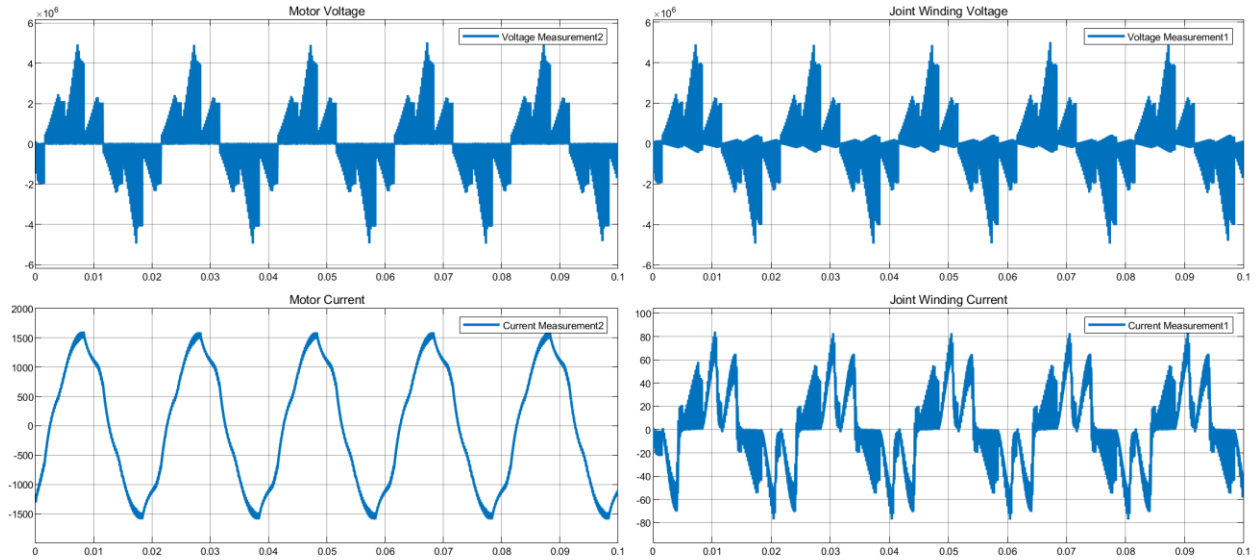 Motor Voltage
×10⁶
Voltage Measurement2
6
4
2
0
-2
-4
-6
0 0.01 0.02 0.03 0.04 0.05 0.06 0.07 0.08 0.09 0.1
Joint Winding Voltage
×10⁶
Voltage Measurement1
6
4
2
0
-2
-4
-6
0 0.01 0.02 0.03 0.04 0.05 0.06 0.07 0.08 0.09 0.1
Motor Current
2000
Current Measurement2
1500
1000
500
0
-500
-1000
-1500
0 0.01 0.02 0.03 0.04 0.05 0.06 0.07 0.08 0.09 0.1
Joint Winding Current
100
Current Measurement1
80
60
40
20
0
-20
-40
-60
-80
0 0.01 0.02 0.03 0.04 0.05 0.06 0.07 0.08 0.09 0.1